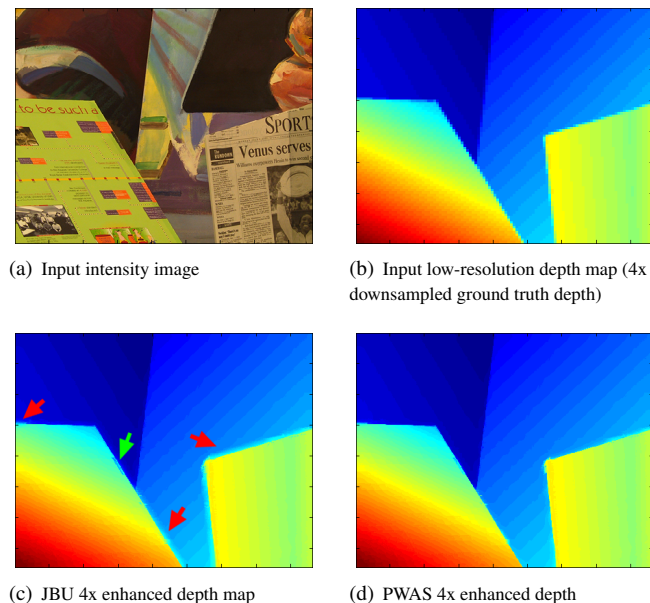 to be such a
SPORT
Venus serves
(a) Input intensity image
(b) Input low-resolution depth map (4x
downsampled ground truth depth)
(c) JBU 4x enhanced depth map
(d) PWAS 4x enhanced depth